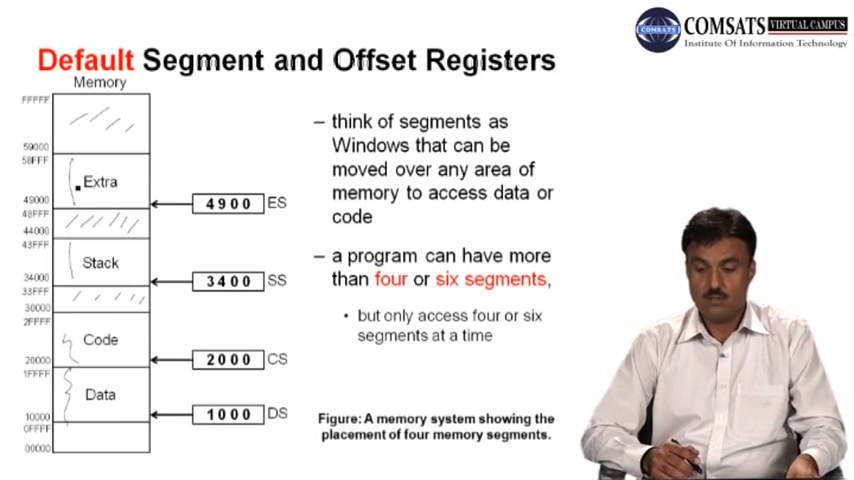 COMSATS
COMSATS VIRTUAL CAMPUS
Institute Of Information Technology
Default Segment and Offset Registers
Memory
FFFFF
59000
58FFF
Extra
49000
4900 ES
48FFF
44000
43FFF
Stack
34000
3400 SS
33FFF
30000
2FFFF
Code
20000
2000 CS
1FFFF
Data
10000
1000 DS
0FFFF
00000
– think of segments as
Windows that can be
moved over any area of
memory to access data or
code
– a program can have more
than four or six segments,
• but only access four or six
segments at a time
Figure: A memory system showing the
placement of four memory segments.